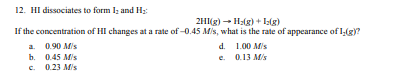 12. HI dissociates to form I₂ and H₂:
2HI(g) → H₂(g) + I₂(g)
If the concentration of HI changes at a rate of –0.45 M/s, what is the rate of appearance of I₂(g)?
a. 0.90 M/s d. 1.00 M/s
b. 0.45 M/s e. 0.13 M/s
c. 0.23 M/s